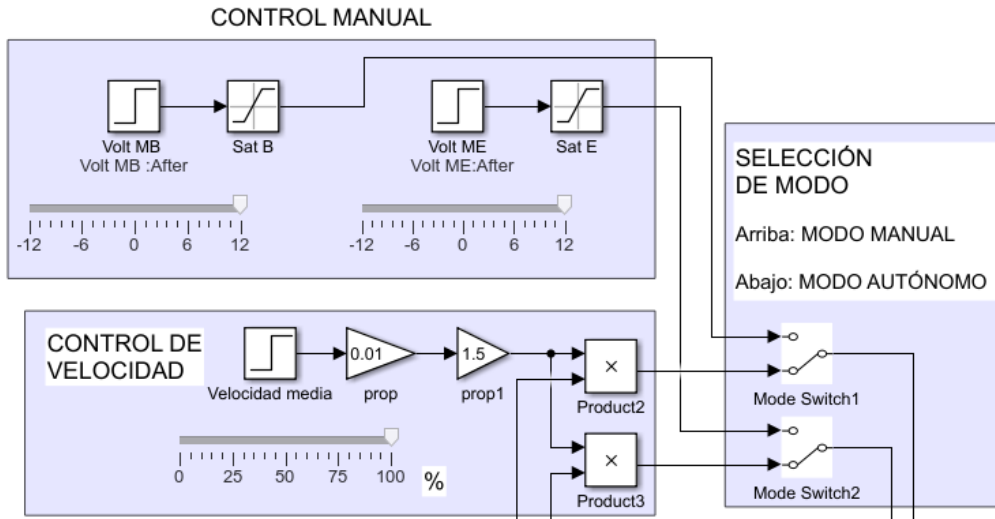 CONTROL MANUAL
Volt MB
Volt MB :After
Sat B
Volt ME
Volt ME:After
Sat E
-12 -6 0 6 12
-12 -6 0 6 12
SELECCIÓN
DE MODO
Arriba: MODO MANUAL
Abajo: MODO AUTÓNOMO
CONTROL DE
VELOCIDAD
Velocidad media
0.01
prop
1.5
prop1
×
Product2
×
Product3
0 25 50 75 100 %
Mode Switch1
Mode Switch2